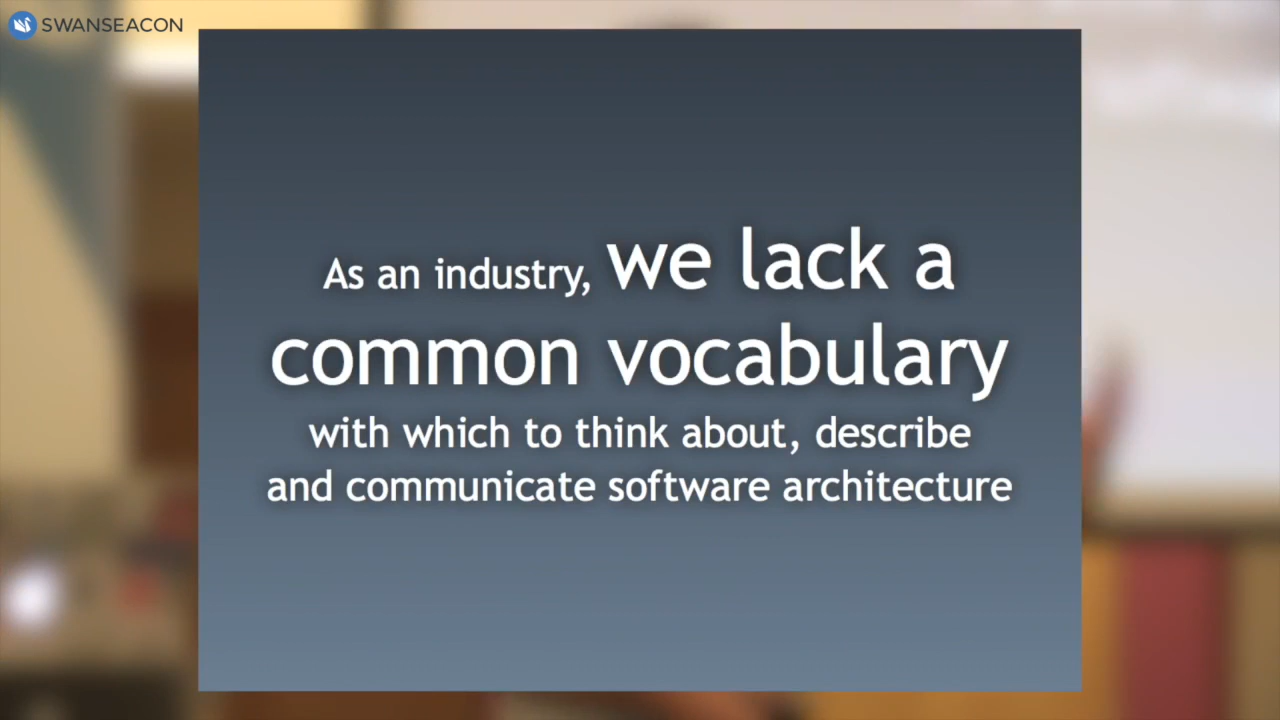 SWANSEACON
As an industry, we lack a
common vocabulary
with which to think about, describe
and communicate software architecture